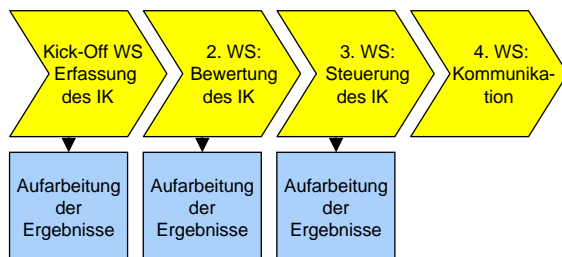 Kick-Off WS
Erfassung
des IK
2. WS:
Bewertung
des IK
3. WS:
Steuerung
des IK
4. WS:
Kommunika-
tion
Aufarbeitung
der
Ergebnisse
Aufarbeitung
der
Ergebnisse
Aufarbeitung
der
Ergebnisse